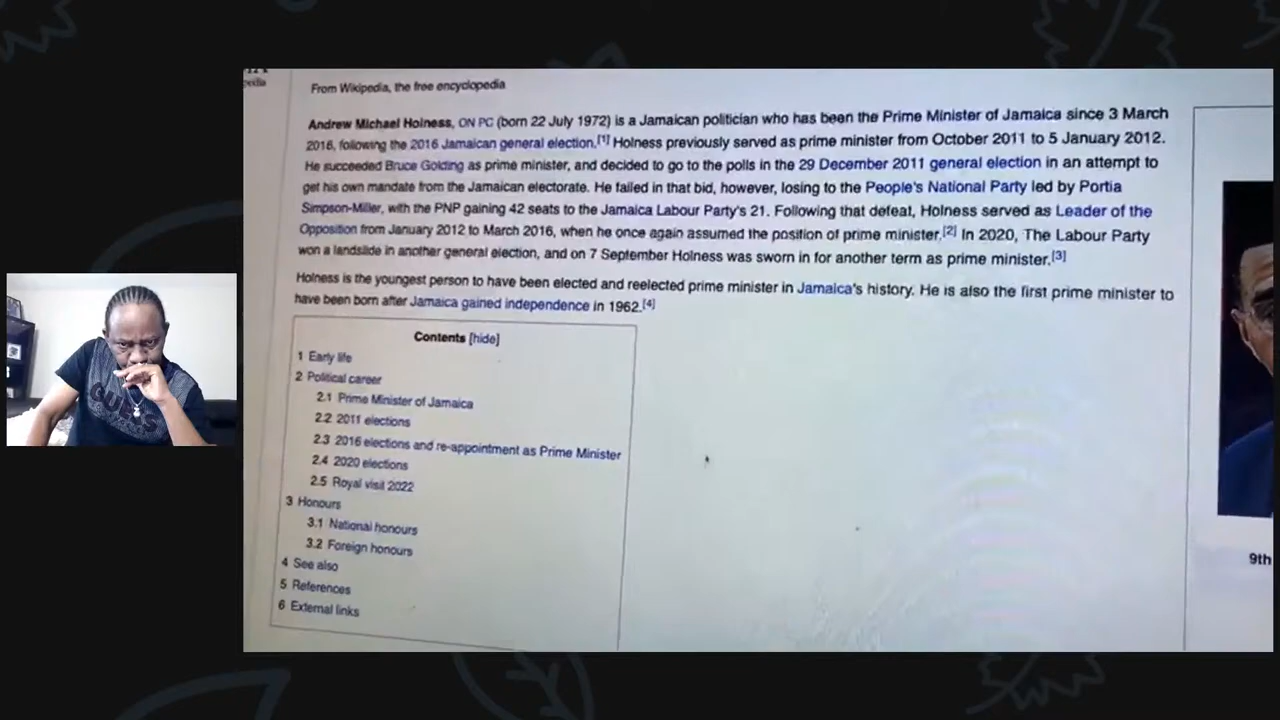 From Wikipedia, the free encyclopedia
Andrew Michael Holness, ON PC (born 22 July 1972) is a Jamaican politician who has been the Prime Minister of Jamaica since 3 March
2016, following the 2016 Jamaican general election.[1] Holness previously served as prime minister from October 2011 to 5 January 2012.
He succeeded Bruce Golding as prime minister, and decided to go to the polls in the 29 December 2011 general election in an attempt to
get his own mandate from the Jamaican electorate. He failed in that bid, however, losing to the People's National Party led by Portia
Simpson-Miller, with the PNP gaining 42 seats to the Jamaica Labour Party's 21. Following that defeat, Holness served as Leader of the
Opposition from January 2012 to March 2016, when he once again assumed the position of prime minister.[2] In 2020, The Labour Party
won a landslide in another general election, and on 7 September Holness was sworn in for another term as prime minister.[3]
Holness is the youngest person to have been elected and reelected prime minister in Jamaica's history. He is also the first prime minister to
have been born after Jamaica gained independence in 1962.[4]
Contents [hide]
1 Early life
2 Political career
2.1 Prime Minister of Jamaica
2.2 2011 elections
2.3 2016 elections and re-appointment as Prime Minister
2.4 2020 elections
2.5 Royal visit 2022
3 Honours
3.1 National honours
3.2 Foreign honours
4 See also
5 References
6 External links
9th